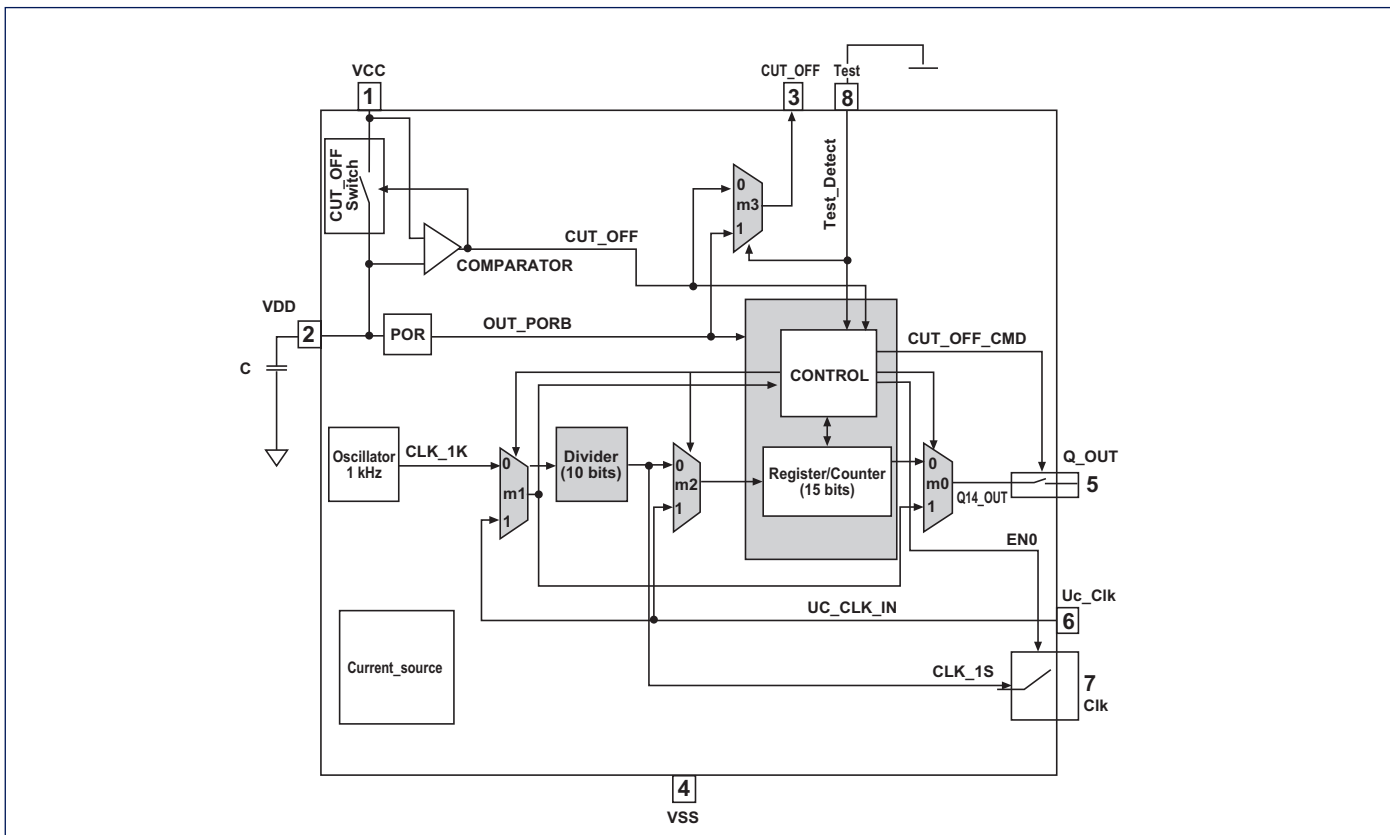 VCC
1
CUT_OFF
3
Test
8
CUT_OFF
Switch
Test_Detect
0
m3
1
CUT_OFF
COMPARATOR
VDD
2
POR
OUT_PORB
C
CUT_OFF_CMD
CONTROL
Oscillator
1 kHz
CLK_1K
0
m1
1
Divider
(10 bits)
0
m2
1
Register/Counter
(15 bits)
0
m0
1
Q14_OUT
Q_OUT
5
EN0
UC_CLK_IN
Uc_Clk
6
Current_source
CLK_1S
7
Clk
4
VSS